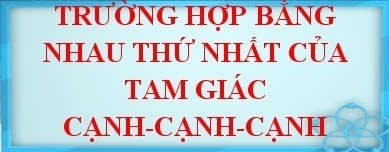 TRƯỜNG HỢP BẰNG
NHAU THỨ NHẤT CỦA
TAM GIÁC
CẠNH-CẠNH-CẠNH